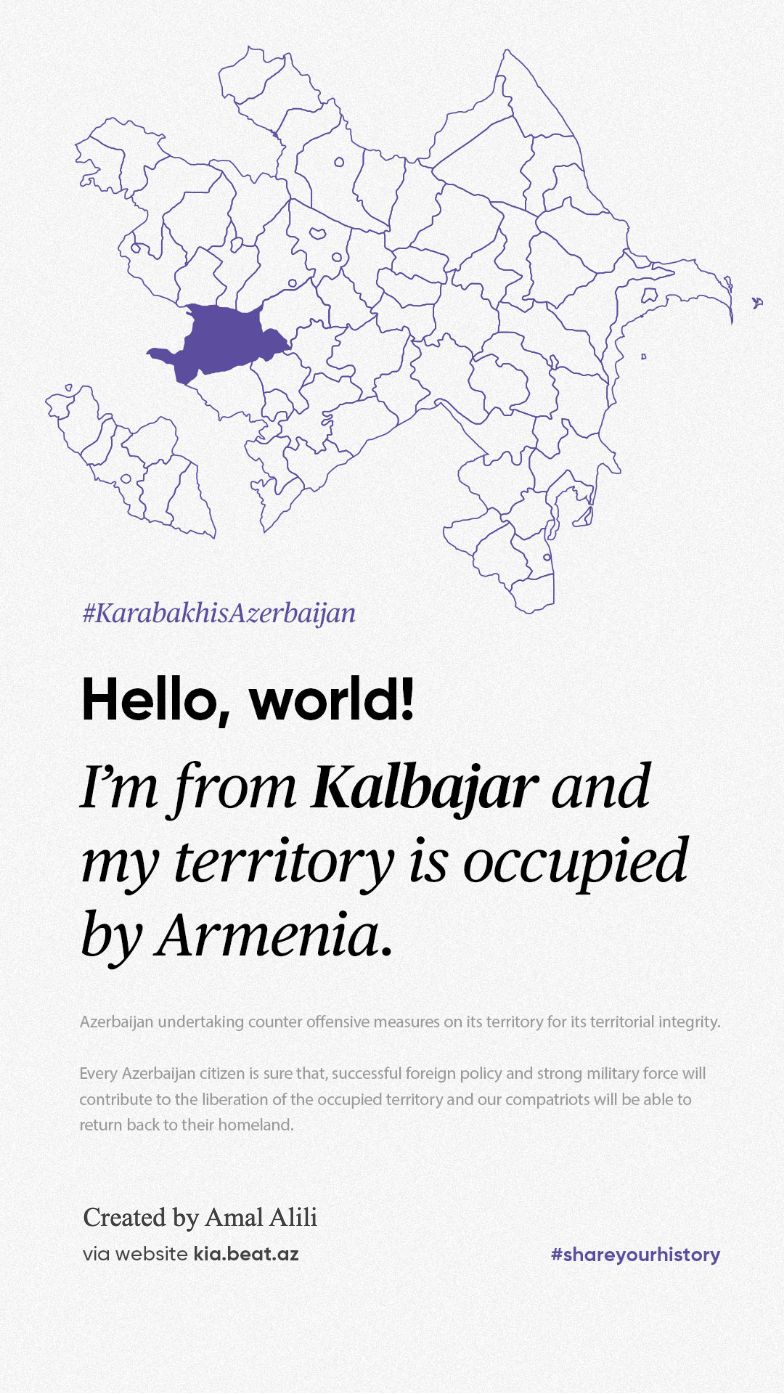 #KarabakhisAzerbaijan
Hello, world!
I’m from Kalbajar and
my territory is occupied
by Armenia.
Azerbaijan undertaking counter offensive measures on its territory for its territorial integrity.
Every Azerbaijan citizen is sure that, successful foreign policy and strong military force will
contribute to the liberation of the occupied territory and our compatriots will be able to
return back to their homeland.
Created by Amal Alili
via website kia.beat.az
#shareyourhistory